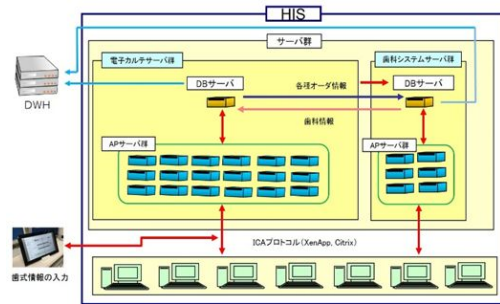 HIS
サーバ群
電子カルテサーバ群
歯科システムサーバ群
DBサーバ
DBサーバ
各種オーダ情報
歯科情報
DWH
APサーバ群
APサーバ群
ICAプロトコル(XenApp, Citrix)
歯式情報の入力